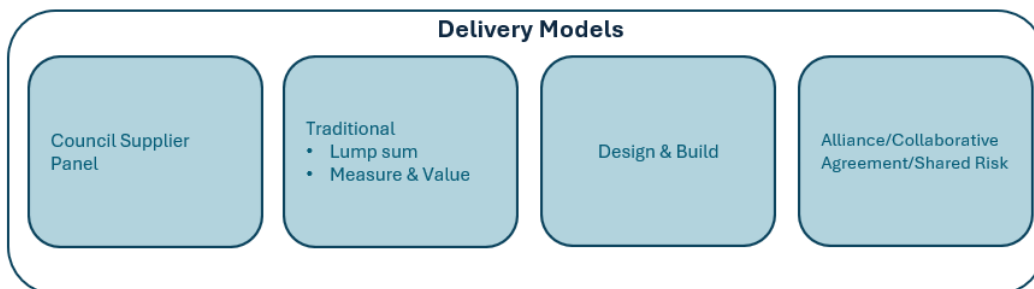 Delivery Models
Council Supplier
Panel
Traditional
• Lump sum
• Measure & Value
Design & Build
Alliance/Collaborative
Agreement/Shared Risk